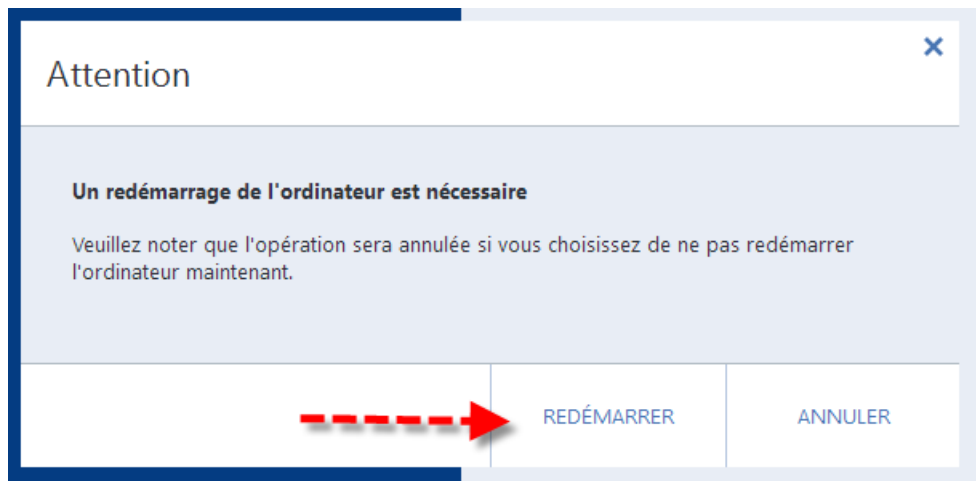 Attention
Un redémarrage de l'ordinateur est nécessaire
Veuillez noter que l'opération sera annulée si vous choisissez de ne pas redémarrer
l'ordinateur maintenant.
REDÉMARRER
ANNULER